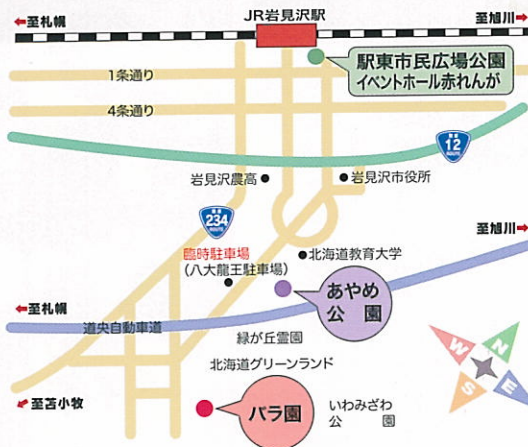 JR岩見沢駅
←至札幌
至旭川→
駅東市民広場公園
イベントホール赤れんが
1条通り
4条通り
国道
12
ROUTE
岩見沢農高
岩見沢市役所
国道
234
ROUTE
臨時駐車場
(八大龍王駐車場)
北海道教育大学
至旭川→
あやめ
公園
←至札幌
道央自動車道
緑が丘霊園
北海道グリーンランド
W
N
S
E
←至苫小牧
バラ園
いわみざわ
公園